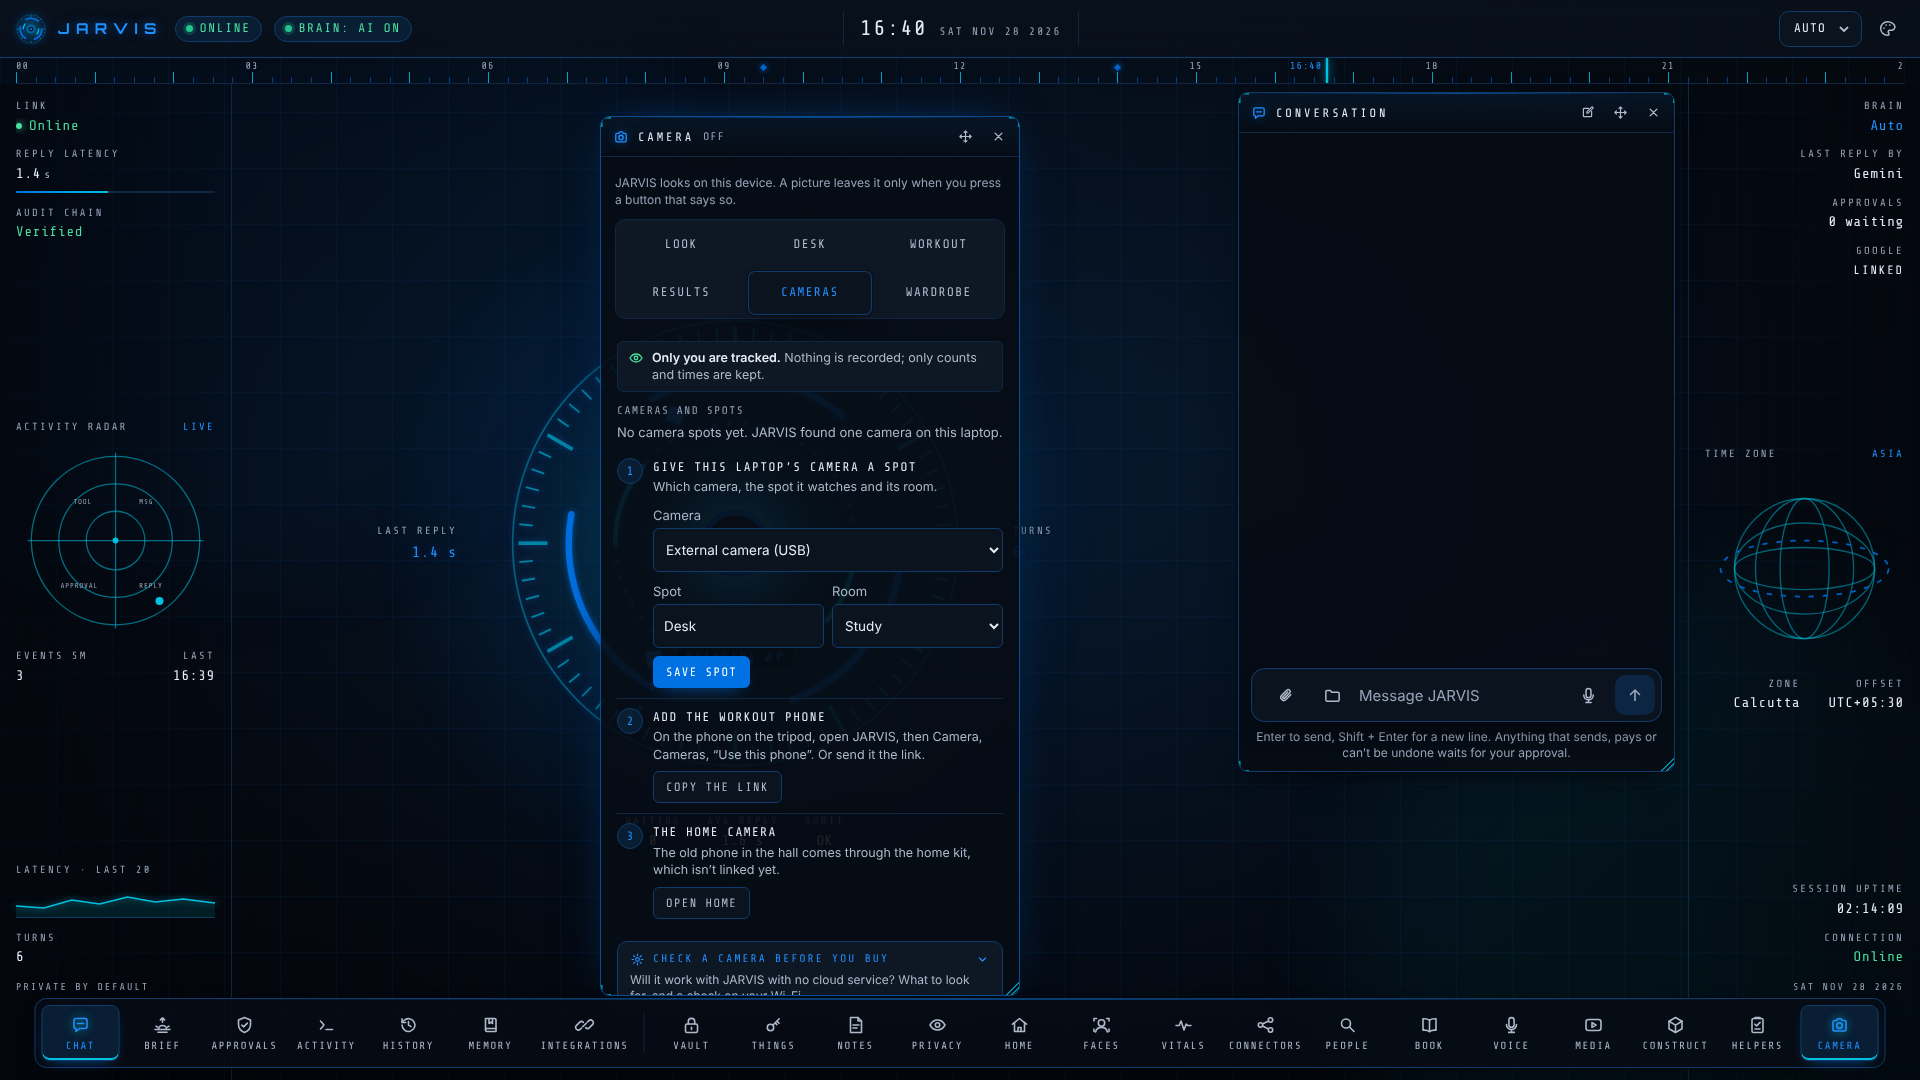 JARVIS
ONLINE
BRAIN: AI ON
16:40 SAT NOV 28 2026
AUTO
00 03 06 09 12 15 16:40 18 21 2
LINK
Online
REPLY LATENCY
1.4 s
AUDIT CHAIN
Verified
ACTIVITY RADAR LIVE
TOOL MSG
APPROVAL REPLY
EVENTS 5M LAST
3 16:39
LATENCY · LAST 20
TURNS
6
PRIVATE BY DEFAULT
LAST REPLY
1.4 s
CAMERA OFF
JARVIS looks on this device. A picture leaves it only when you press
a button that says so.
LOOK DESK WORKOUT
RESULTS CAMERAS WARDROBE
Only you are tracked. Nothing is recorded; only counts
and times are kept.
CAMERAS AND SPOTS
No camera spots yet. JARVIS found one camera on this laptop.
1 GIVE THIS LAPTOP'S CAMERA A SPOT
Which camera, the spot it watches and its room.
Camera
External camera (USB)
Spot Room
Desk Study
SAVE SPOT
2 ADD THE WORKOUT PHONE
On the phone on the tripod, open JARVIS, then Camera,
Cameras, “Use this phone”. Or send it the link.
COPY THE LINK
WAITING AVG REPLY AUDIT
OK
3 THE HOME CAMERA
The old phone in the hall comes through the home kit,
which isn’t linked yet.
OPEN HOME
CHECK A CAMERA BEFORE YOU BUY
Will it work with JARVIS with no cloud service? What to look
CONVERSATION
Message JARVIS
Enter to send, Shift + Enter for a new line. Anything that sends, pays or
can’t be undone waits for your approval.
BRAIN
Auto
LAST REPLY BY
Gemini
APPROVALS
0 waiting
GOOGLE
LINKED
TIME ZONE ASIA
ZONE OFFSET
Calcutta UTC+05:30
SESSION UPTIME
02:14:09
CONNECTION
Online
SAT NOV 28 2026
CHAT BRIEF APPROVALS ACTIVITY HISTORY MEMORY INTEGRATIONS VAULT THINGS NOTES PRIVACY HOME FACES VITALS CONNECTORS PEOPLE BOOK VOICE MEDIA CONSTRUCT HELPERS CAMERA